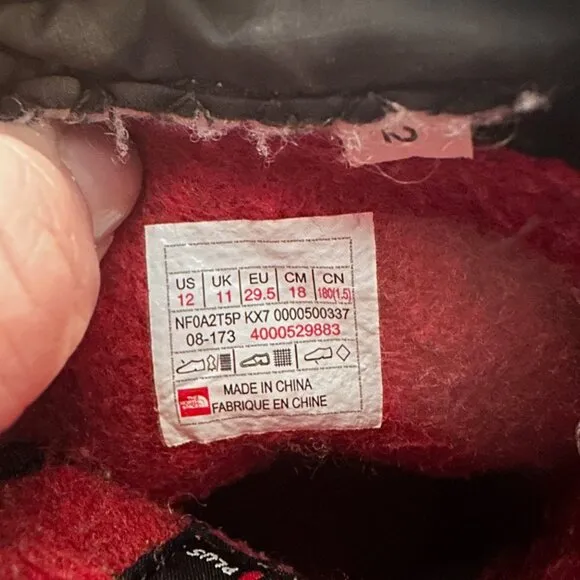 2
US UK EU CM CN
12 11 29.5 18 180(1.5)
NF0A2T5P KX7 0000500337
08-173 4000529883
MADE IN CHINA
FABRIQUE EN CHINE
PLUS